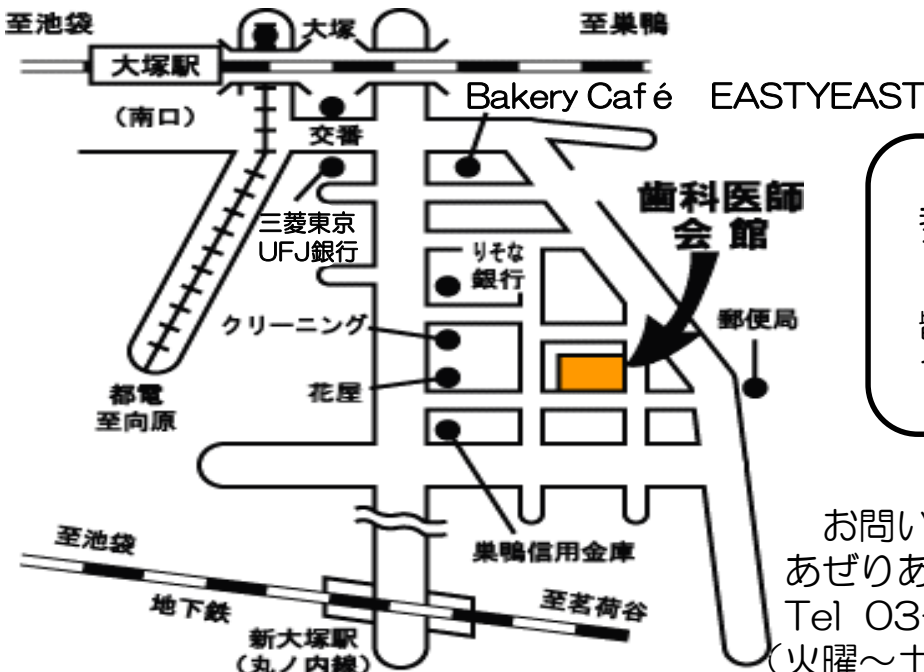 至池袋
大塚
至巣鴨
大塚駅
(南口)
Bakery Café EASTYEAST
交番
歯科医師
会館
三菱東京
UFJ銀行
りそな
銀行
郵便局
クリーニング
花屋
都電
至向原
お問い
あぜりあ
巣鴨信用金庫
至池袋
地下鉄
至茗荷谷
Tel 03-
新大塚駅
(丸ノ内線)
(火曜~土